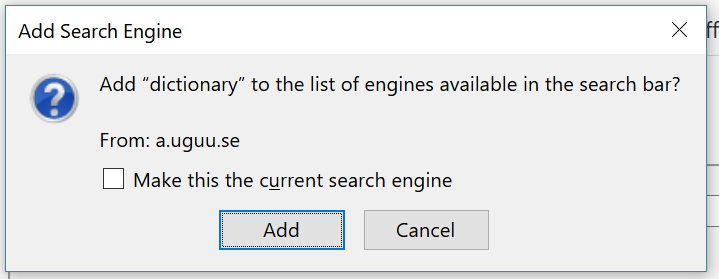 Add Search Engine
Add “dictionary” to the list of engines available in the search bar?
From: a.uguu.se
Make this the current search engine
Add
Cancel